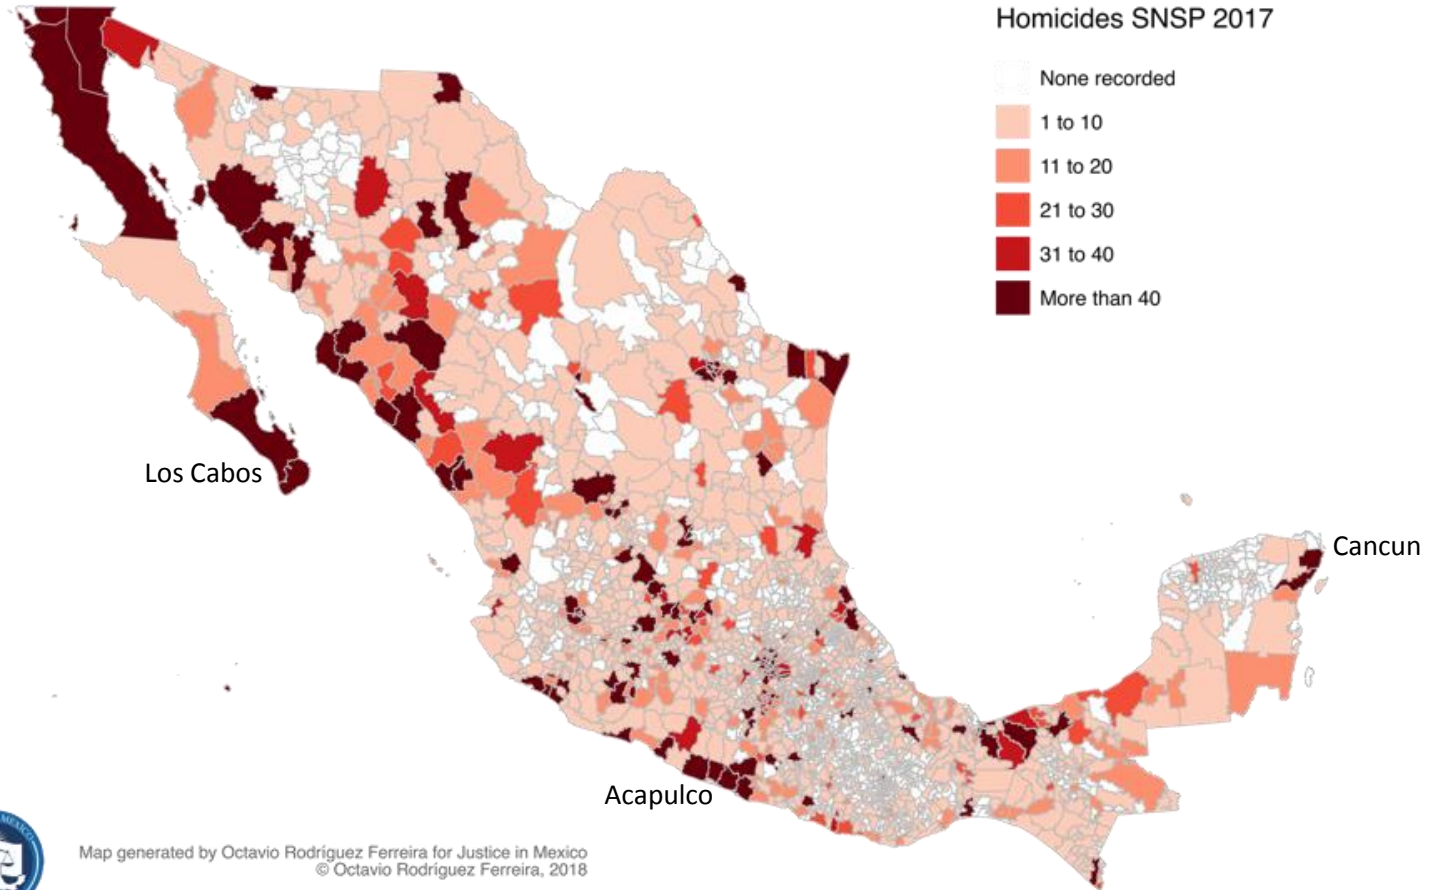 Homicides SNSP 2017
None recorded
1 to 10
11 to 20
21 to 30
31 to 40
More than 40
Los Cabos
Cancun
Acapulco
MEXICO
Map generated by Octavio Rodríguez Ferreira for Justice in Mexico
© Octavio Rodríguez Ferreira, 2018